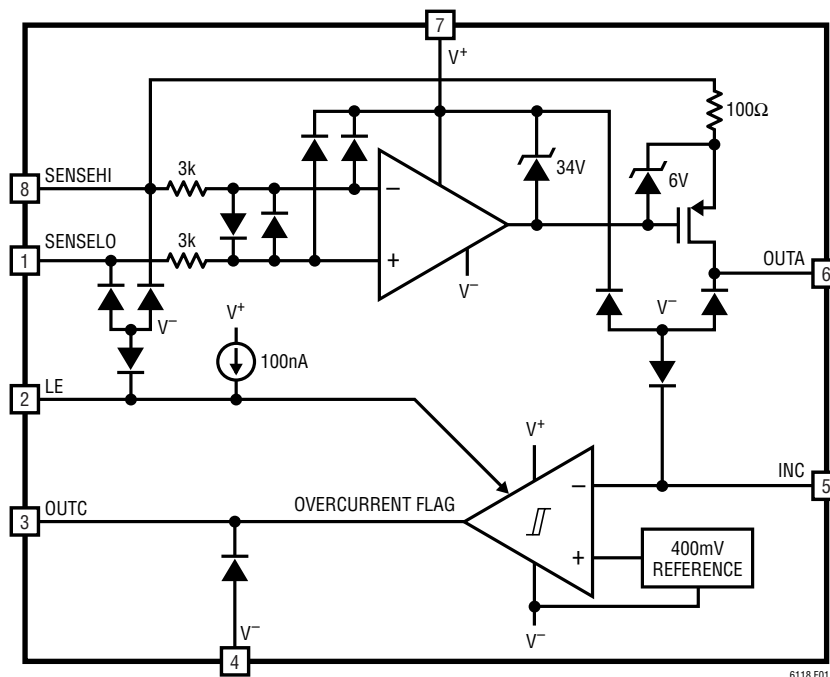 7
V+
100Ω
3k
34V
6V
8
SENSEHI
−
SENSELO
3k
1
+
V−
OUTA
6
V−
V−
V+
100nA
2
LE
V+
INC
5
−
3
OUTC
OVERCURRENT FLAG
+
400mV
REFERENCE
V−
V−
4
6118 F01